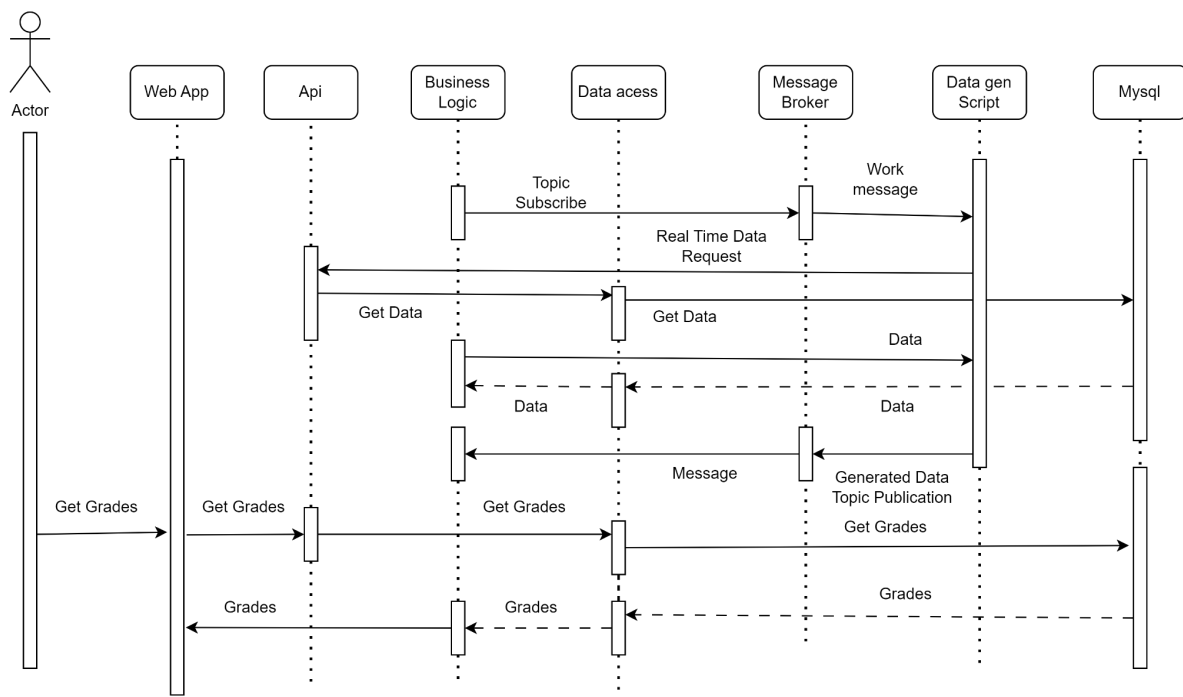 Actor
Web App
Api
Business
Logic
Data acess
Message
Broker
Data gen
Script
Mysql
Topic
Subscribe
Work
message
Real Time Data
Request
Get Data
Get Data
Data
Data
Data
Message
Generated Data
Topic Publication
Get Grades
Get Grades
Get Grades
Get Grades
Grades
Grades
Grades